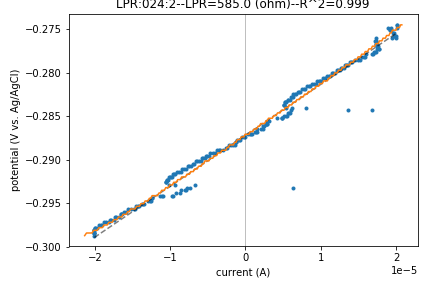 LPR:024:2--LPR=585.0 (ohm)--R^2=0.999
potential (V vs. Ag/AgCl)
−0.275
−0.280
−0.285
−0.290
−0.295
−0.300
−2
−1
0
1
2
1e−5
current (A)